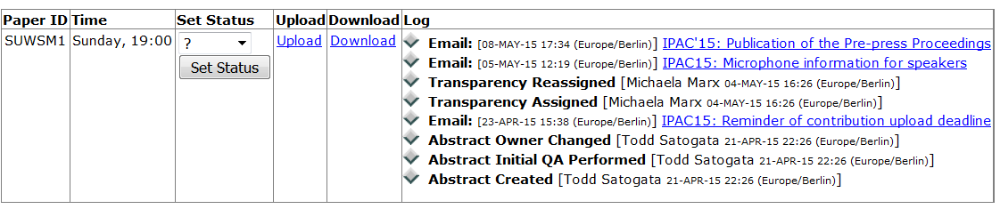 Paper ID Time Set Status Upload Download Log
SUWSM1 Sunday, 19:00 ? Upload Download Email: [08-MAY-15 17:34 (Europe/Berlin)] IPAC'15: Publication of the Pre-press Proceedings
Set Status Email: [05-MAY-15 12:19 (Europe/Berlin)] IPAC15: Microphone information for speakers
Transparency Reassigned [Michaela Marx 04-MAY-15 16:26 (Europe/Berlin)]
Transparency Assigned [Michaela Marx 04-MAY-15 16:26 (Europe/Berlin)]
Email: [23-APR-15 15:38 (Europe/Berlin)] IPAC15: Reminder of contribution upload deadline
Abstract Owner Changed [Todd Satogata 21-APR-15 22:26 (Europe/Berlin)]
Abstract Initial QA Performed [Todd Satogata 21-APR-15 22:26 (Europe/Berlin)]
Abstract Created [Todd Satogata 21-APR-15 22:26 (Europe/Berlin)]